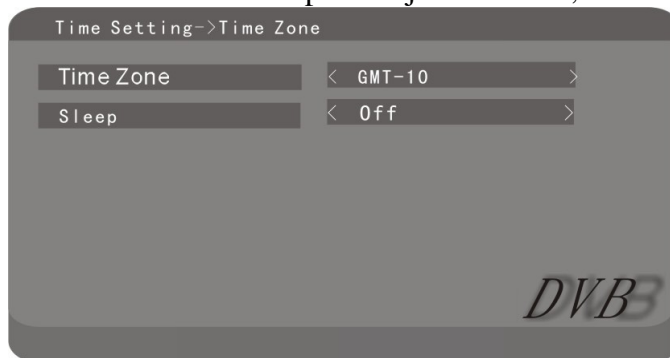 Time Setting->Time Zone
Time Zone < GMT-10 >
Sleep < Off >
DVB